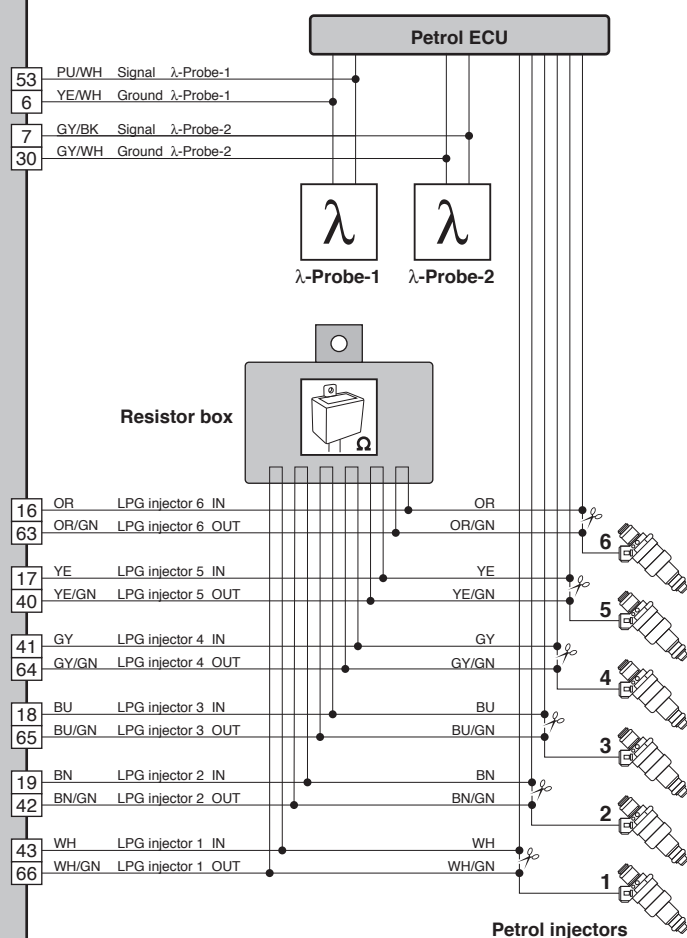 Petrol ECU
53 PU/WH Signal λ-Probe-1
6 YE/WH Ground λ-Probe-1
7 GY/BK Signal λ-Probe-2
30 GY/WH Ground λ-Probe-2
λ λ
λ-Probe-1 λ-Probe-2
Resistor box
Ω
16 OR LPG injector 6 IN OR
63 OR/GN LPG injector 6 OUT OR/GN
6
17 YE LPG injector 5 IN YE
40 YE/GN LPG injector 5 OUT YE/GN
5
41 GY LPG injector 4 IN GY
64 GY/GN LPG injector 4 OUT GY/GN
4
18 BU LPG injector 3 IN BU
65 BU/GN LPG injector 3 OUT BU/GN
3
19 BN LPG injector 2 IN BN
42 BN/GN LPG injector 2 OUT BN/GN
2
43 WH LPG injector 1 IN WH
66 WH/GN LPG injector 1 OUT WH/GN
1
Petrol injectors